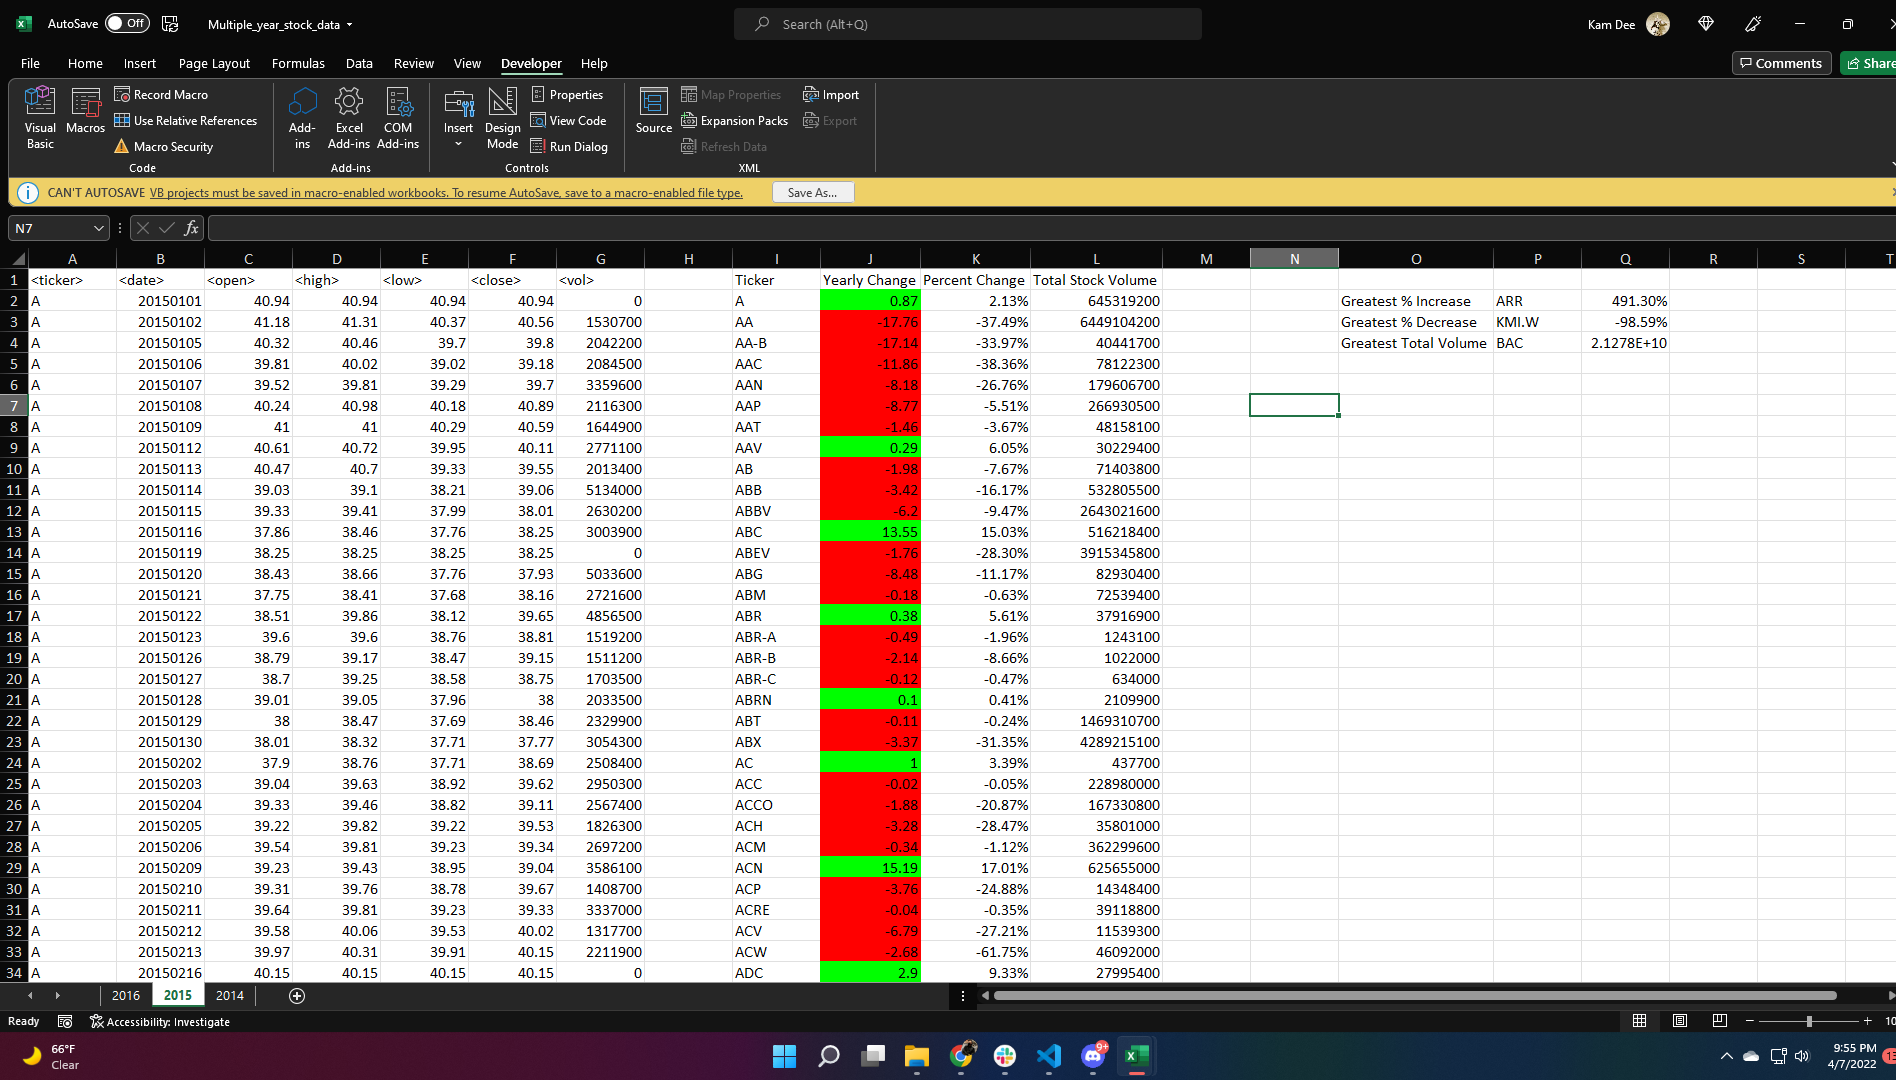 AutoSave Off Multiple_year_stock_data Search (Alt+Q) Kam Dee
File Home Insert Page Layout Formulas Data Review View Developer Help Comments Share
Visual Basic Macros Record Macro Use Relative References Macro Security Code
Add-ins Excel Add-ins COM Add-ins Add-ins
Insert Design Mode Properties View Code Run Dialog Controls
Source Map Properties Expansion Packs Refresh Data Import Export XML
CAN'T AUTOSAVE VB projects must be saved in macro-enabled workbooks. To resume AutoSave, save to a macro-enabled file type. Save As...
N7 fx
A B C D E F G H I J K L M N O P Q R S T
1 <ticker> <date> <open> <high> <low> <close> <vol> Ticker Yearly Change Percent Change Total Stock Volume
2 A 20150101 40.94 40.94 40.94 40.94 0 A 0.87 2.13% 645319200 Greatest % Increase ARR 491.30%
3 A 20150102 41.18 41.31 40.37 40.56 1530700 AA -17.76 -37.49% 6449104200 Greatest % Decrease KMI.W -98.59%
4 A 20150105 40.32 40.46 39.7 39.8 2042200 AA-B -17.14 -33.97% 40441700 Greatest Total Volume BAC 2.1278E+10
5 A 20150106 39.81 40.02 39.02 39.18 2084500 AAC -11.86 -38.36% 78122300
6 A 20150107 39.52 39.81 39.29 39.7 3359600 AAN -8.18 -26.76% 179606700
7 A 20150108 40.24 40.98 40.18 40.89 2116300 AAP -8.77 -5.51% 266930500
8 A 20150109 41 41 40.29 40.59 1644900 AAT -1.46 -3.67% 48158100
9 A 20150112 40.61 40.72 39.95 40.11 2771100 AAV 0.29 6.05% 30229400
10 A 20150113 40.47 40.7 39.33 39.55 2013400 AB -1.98 -7.67% 71403800
11 A 20150114 39.03 39.1 38.21 39.06 5134000 ABB -3.42 -16.17% 532805500
12 A 20150115 39.33 39.41 37.99 38.01 2630200 ABBV -6.2 -9.47% 2643021600
13 A 20150116 37.86 38.46 37.76 38.25 3003900 ABC 13.55 15.03% 516218400
14 A 20150119 38.25 38.25 38.25 38.25 0 ABEV -1.76 -28.30% 3915345800
15 A 20150120 38.43 38.66 37.76 37.93 5033600 ABG -8.48 -11.17% 82930400
16 A 20150121 37.75 38.41 37.68 38.16 2721600 ABM -0.18 -0.63% 72539400
17 A 20150122 38.51 39.86 38.12 39.65 4856500 ABR 0.38 5.61% 37916900
18 A 20150123 39.6 39.6 38.76 38.81 1519200 ABR-A -0.49 -1.96% 1243100
19 A 20150126 38.79 39.17 38.47 39.15 1511200 ABR-B -2.14 -8.66% 1022000
20 A 20150127 38.7 39.25 38.58 38.75 1703500 ABR-C -0.12 -0.47% 634000
21 A 20150128 39.01 39.05 37.96 38 2033500 ABRN 0.1 0.41% 2109900
22 A 20150129 38 38.47 37.69 38.46 2329900 ABT -0.11 -0.24% 1469310700
23 A 20150130 38.01 38.32 37.71 37.77 3054300 ABX -3.37 -31.35% 4289215100
24 A 20150202 37.9 38.76 37.71 38.69 2508400 AC 1 3.39% 437700
25 A 20150203 39.04 39.63 38.92 39.62 2950300 ACC -0.02 -0.05% 228980000
26 A 20150204 39.33 39.46 38.82 39.11 2567400 ACCO -1.88 -20.87% 167330800
27 A 20150205 39.22 39.82 39.22 39.53 1826300 ACH -3.28 -28.47% 35801000
28 A 20150206 39.54 39.81 39.23 39.34 2697200 ACM -0.34 -1.12% 362299600
29 A 20150209 39.23 39.43 38.95 39.04 3586100 ACN 15.19 17.01% 625655000
30 A 20150210 39.31 39.76 38.78 39.67 1408700 ACP -3.76 -24.88% 14348400
31 A 20150211 39.64 39.81 39.23 39.33 3337000 ACRE -0.04 -0.35% 39118800
32 A 20150212 39.58 40.06 39.53 40.02 1317700 ACV -6.79 -27.21% 11539300
33 A 20150213 39.97 40.31 39.91 40.15 2211900 ACW -2.68 -61.75% 46092000
34 A 20150216 40.15 40.15 40.15 40.15 0 ADC 2.9 9.33% 27995400
2016 2015 2014
Ready Accessibility: Investigate 10
66°F
Clear
9+
9:55 PM
4/7/2022